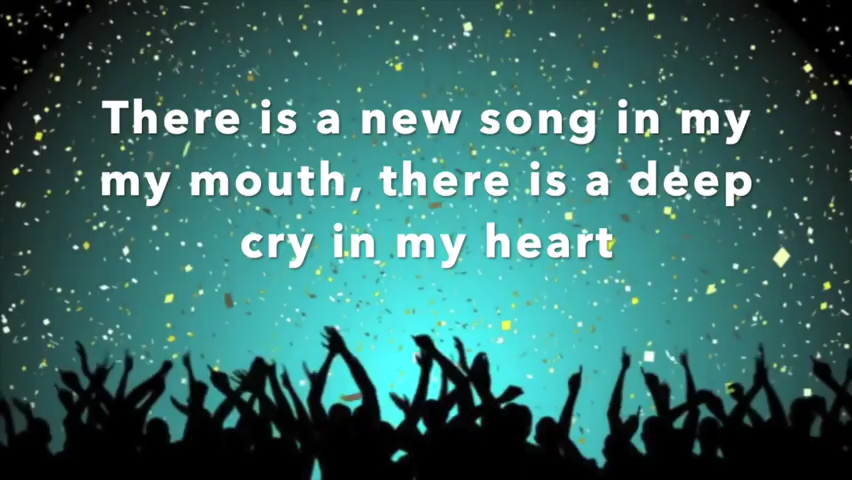 There is a new song in my
my mouth, there is a deep
cry in my heart